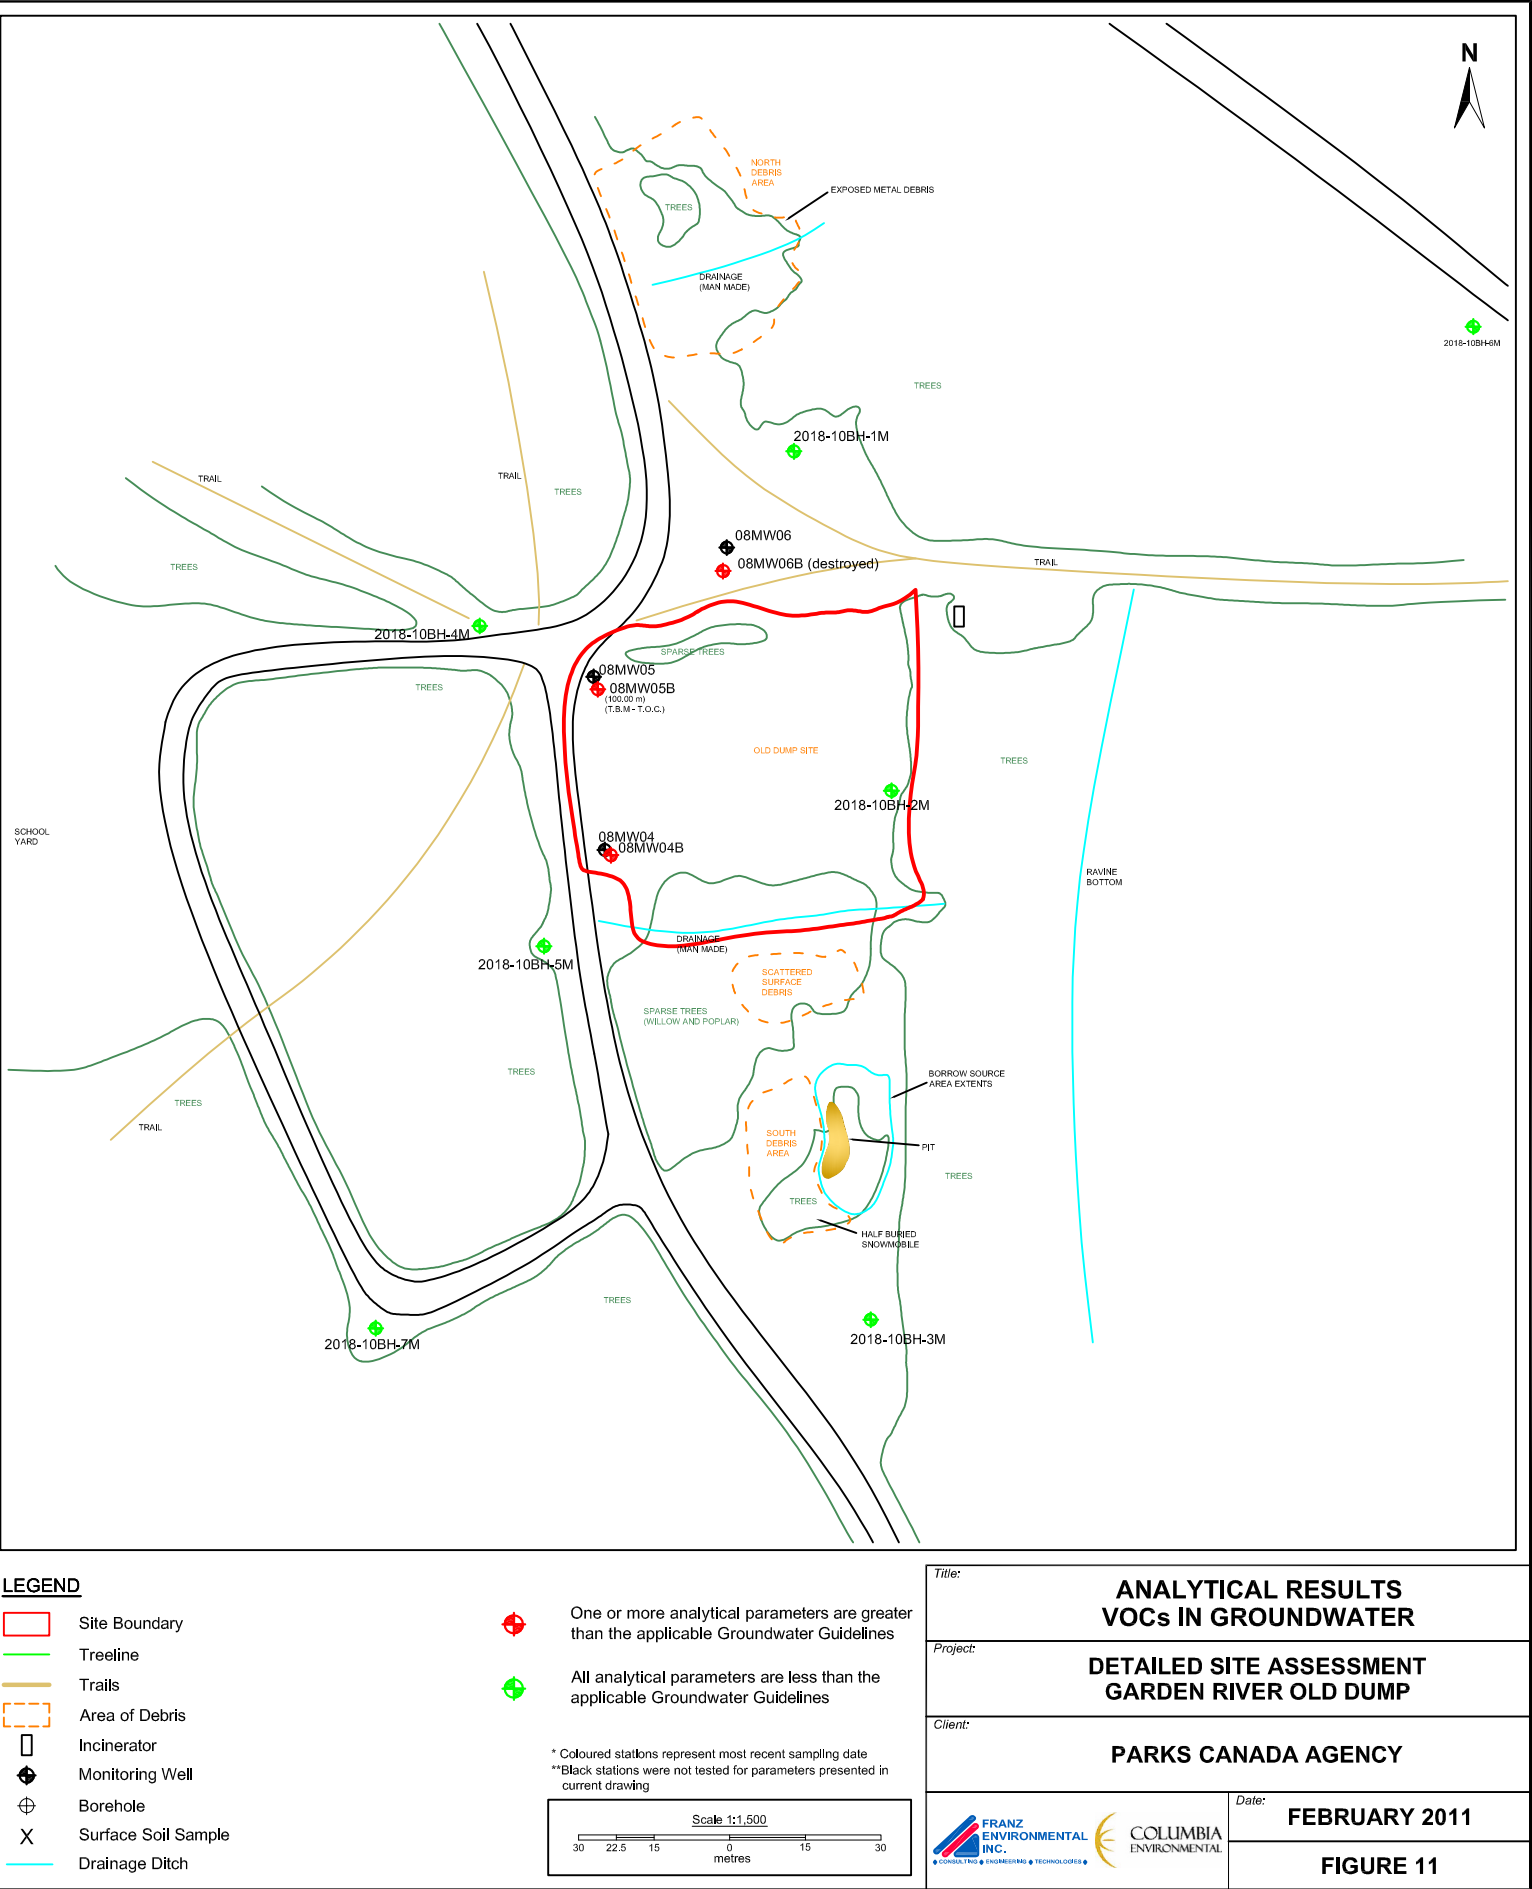 N
NORTH
DEBRIS
AREA
EXPOSED METAL DEBRIS
TREES
DRAINAGE
(MAN MADE)
2018-10BH-6M
TREES
2018-10BH-1M
TRAIL
TRAIL
TREES
08MW06
08MW06B (destroyed)
TRAIL
TREES
2018-10BH-4M
SPARSE TREES
08MW05
08MW05B
(100.00 m)
(T.B.M - T.O.C.)
TREES
OLD DUMP SITE
TREES
2018-10BH-2M
SCHOOL
YARD
08MW04
08MW04B
RAVINE
BOTTOM
DRAINAGE
(MAN MADE)
2018-10BH-5M
SCATTERED
SURFACE
DEBRIS
SPARSE TREES
(WILLOW AND POPLAR)
TREES
BORROW SOURCE
AREA EXTENTS
TREES
TRAIL
SOUTH
DEBRIS
AREA
PIT
TREES
TREES
HALF BURIED
SNOWMOBILE
TREES
2018-10BH-7M
2018-10BH-3M
LEGEND
Site Boundary
Treeline
Trails
Area of Debris
Incinerator
Monitoring Well
Borehole
X Surface Soil Sample
Drainage Ditch
One or more analytical parameters are greater
than the applicable Groundwater Guidelines
All analytical parameters are less than the
applicable Groundwater Guidelines
* Coloured stations represent most recent sampling date
**Black stations were not tested for parameters presented in
current drawing
Scale 1:1,500
30 22.5 15 0 15 30
metres
Title:
ANALYTICAL RESULTS
VOCs IN GROUNDWATER
Project:
DETAILED SITE ASSESSMENT
GARDEN RIVER OLD DUMP
Client:
PARKS CANADA AGENCY
FRANZ
ENVIRONMENTAL
INC.
CONSULTING ENGINEERING TECHNOLOGIES
COLUMBIA
ENVIRONMENTAL
Date:
FEBRUARY 2011
FIGURE 11